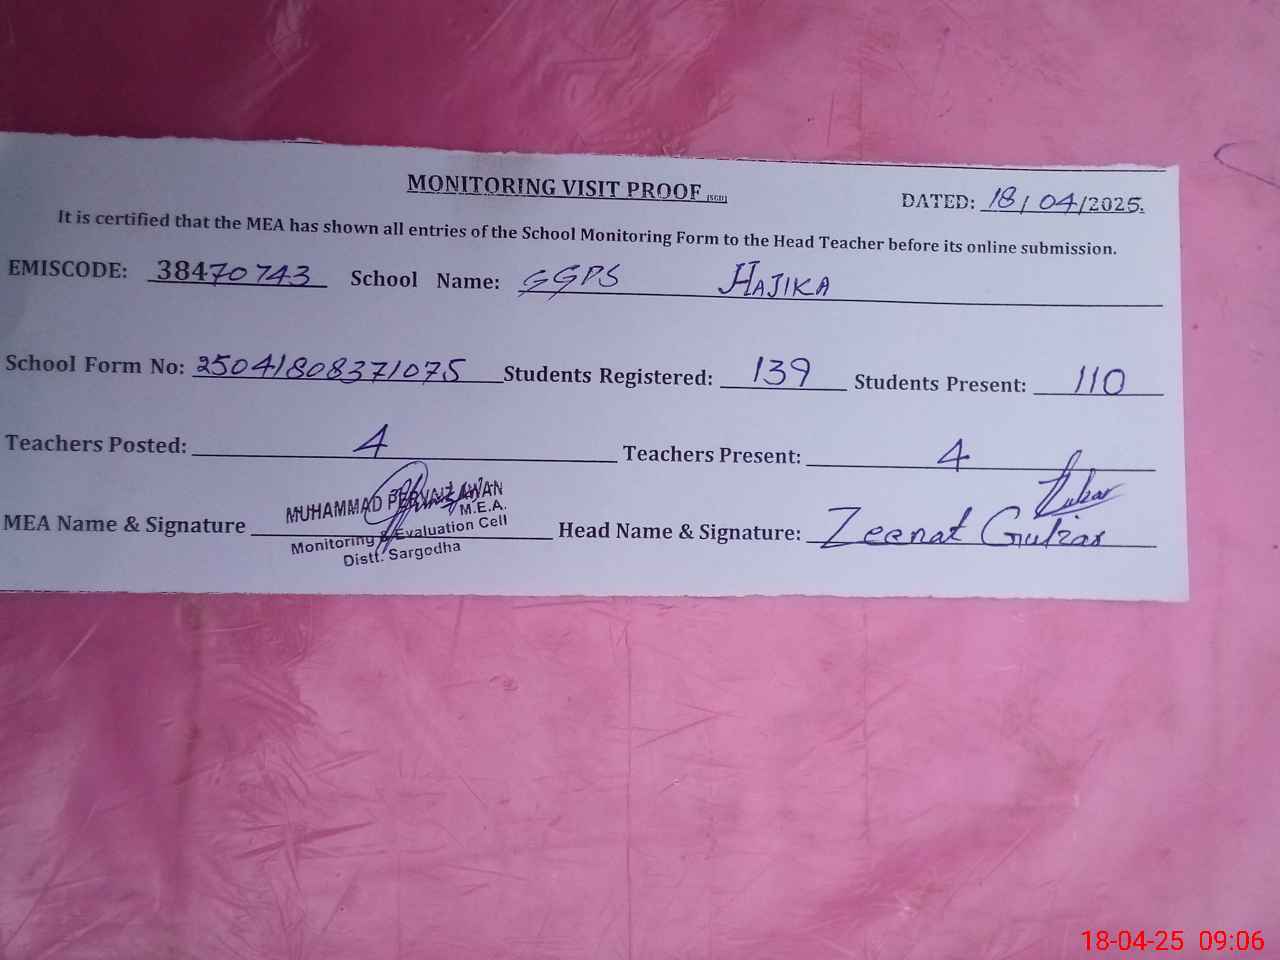 MONITORING VISIT PROOF (SGD)
DATED: 18/04/2025.
It is certified that the MEA has shown all entries of the School Monitoring Form to the Head Teacher before its online submission.
EMISCODE: 38470743 School Name: GGPS HAJIKA
School Form No: 25041808371075 Students Registered: 139 Students Present: 110
Teachers Posted: 4 Teachers Present: 4
MEA Name & Signature MUHAMMAD PERVAIZ AWAN
M.E.A.
Monitoring & Evaluation Cell
Distt. Sargodha
Head Name & Signature: Zeenat Gulzar
18-04-25 09:06